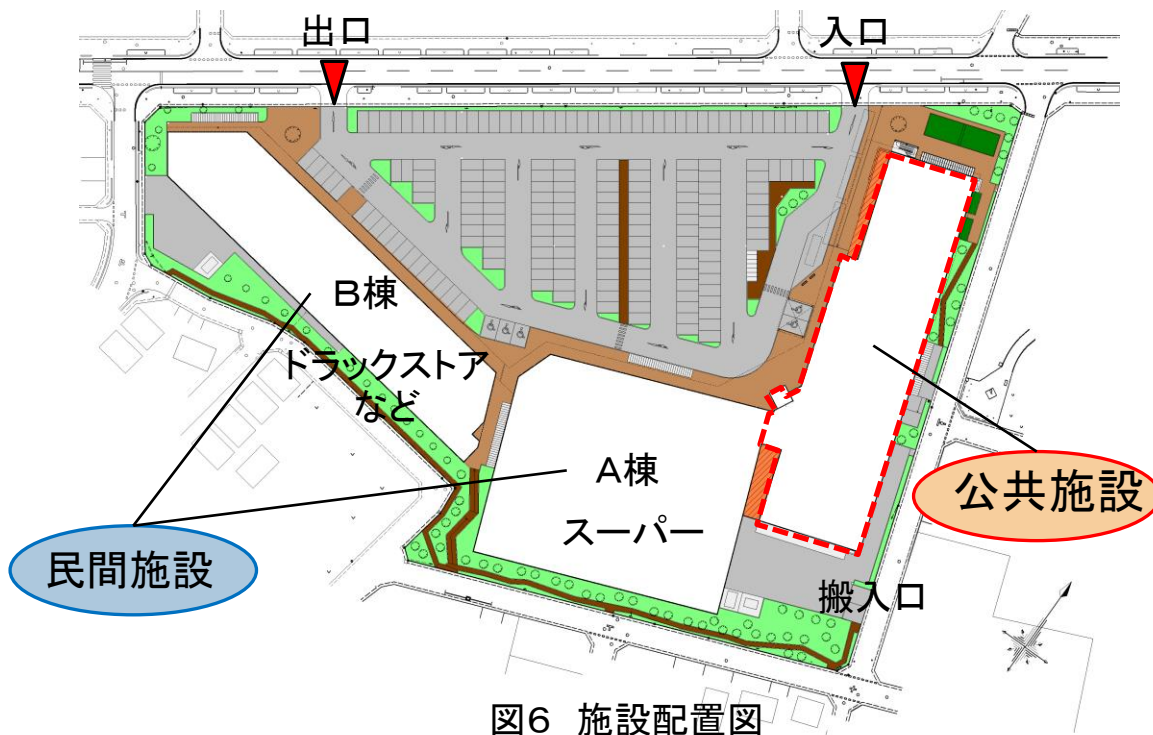 出口
入口
B棟
ドラックストア
など
A棟
スーパー
公共施設
民間施設
搬入口
図6 施設配置図